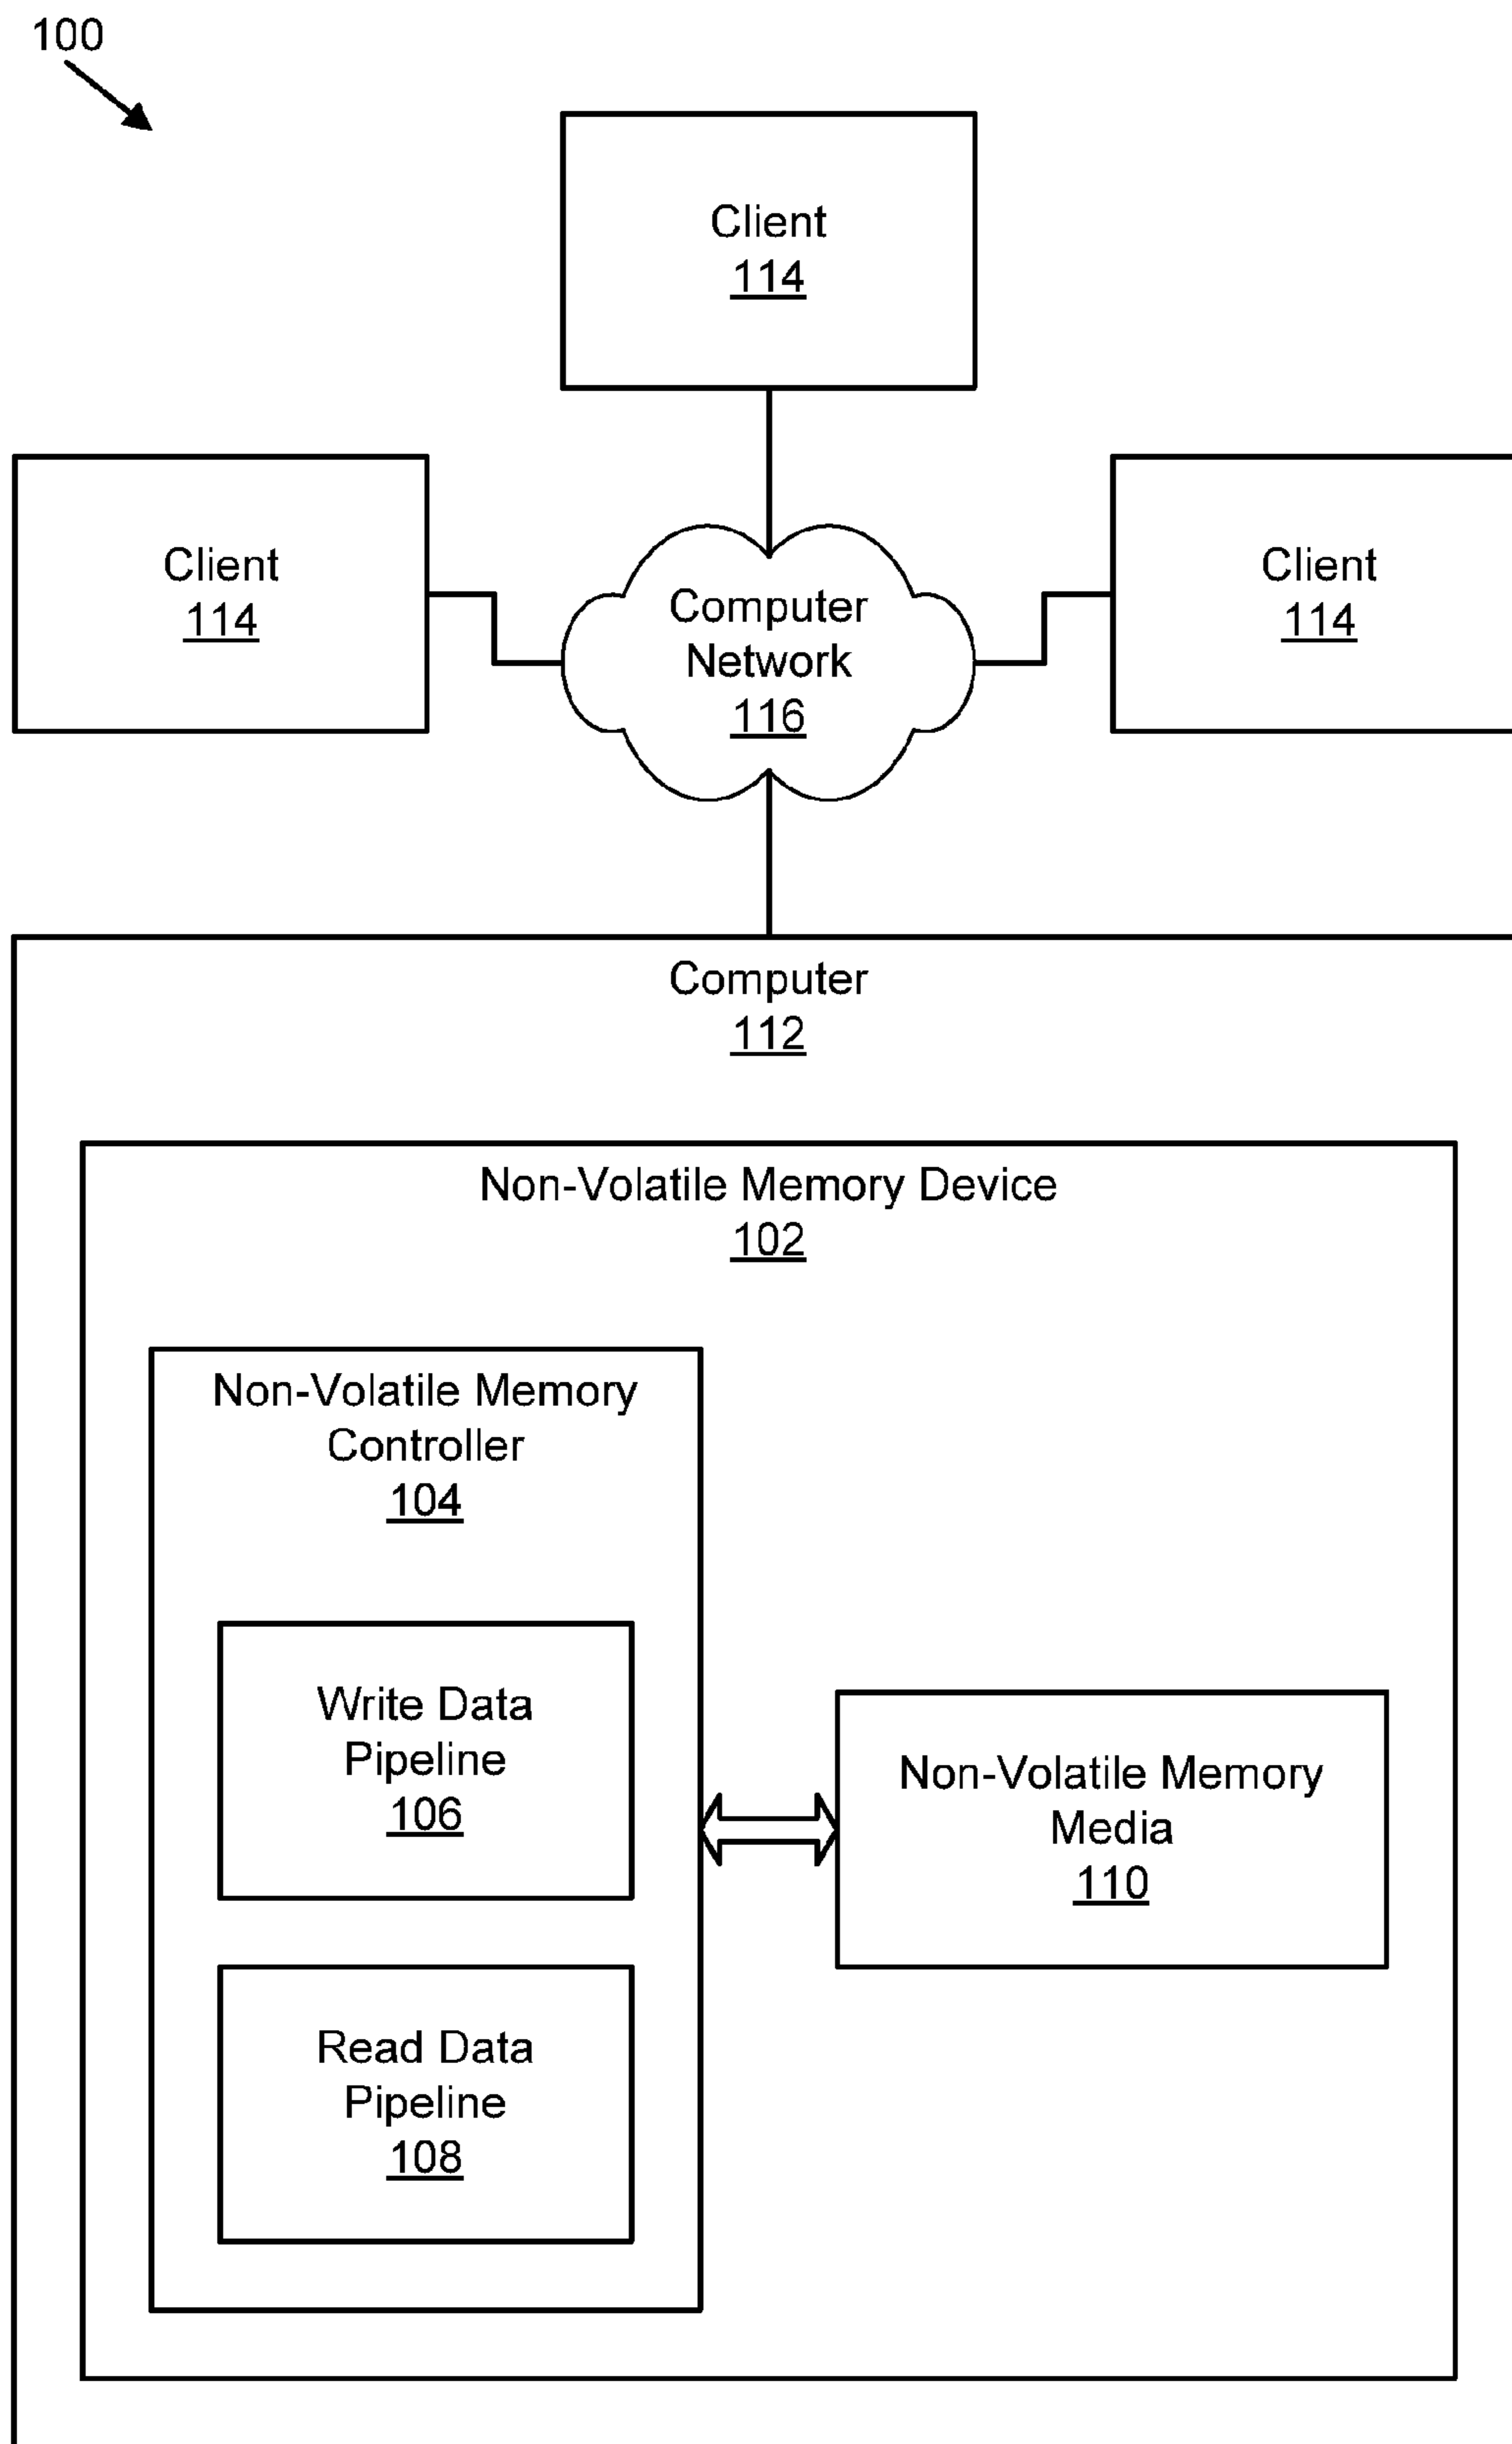 100
Client
114
Client
114
Client
114
Computer
Network
116
Computer
112
Non-Volatile Memory Device
102
Non-Volatile Memory
Controller
104
Write Data
Pipeline
106
Non-Volatile Memory
Media
110
Read Data
Pipeline
108